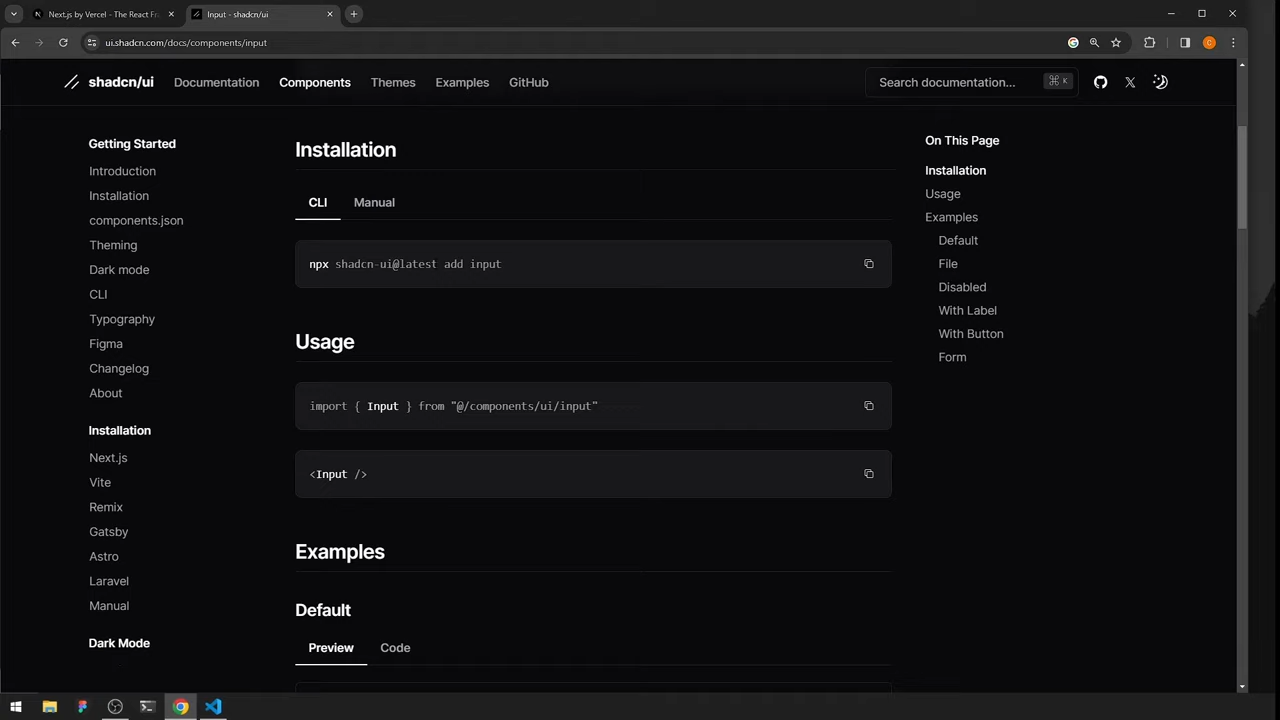 Next.js by Vercel - The React Fr
Input - shadcn/ui
ui.shadcn.com/docs/components/input
C
shadcn/ui
Documentation
Components
Themes
Examples
GitHub
Search documentation...
⌘ K
Getting Started
Introduction
Installation
components.json
Theming
Dark mode
CLI
Typography
Figma
Changelog
About
Installation
Next.js
Vite
Remix
Gatsby
Astro
Laravel
Manual
Dark Mode
Installation
CLI
Manual
npx shadcn-ui@latest add input
Usage
import { Input } from "@/components/ui/input"
<Input />
Examples
Default
Preview
Code
On This Page
Installation
Usage
Examples
Default
File
Disabled
With Label
With Button
Form